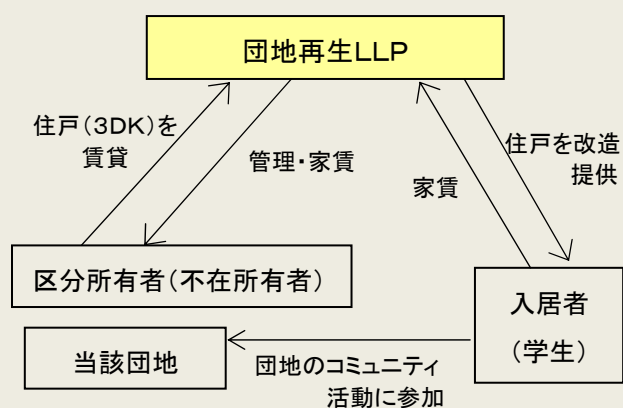 団地再生LLP
住戸(3DK)を
賃貸
管理・家賃
家賃
住戸を改造
提供
区分所有者(不在所有者)
入居者
(学生)
当該団地
団地のコミュニティ
活動に参加